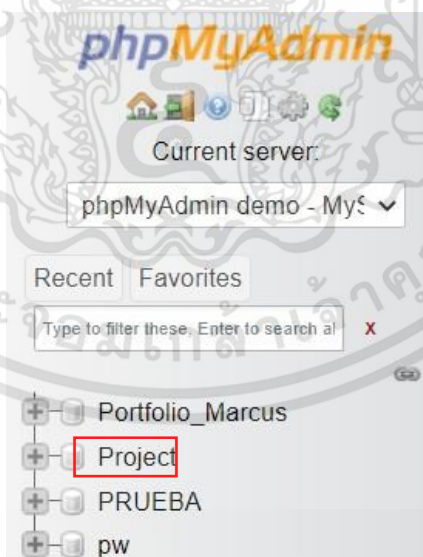 phpMyAdmin
Current server:
phpMyAdmin demo - MyS
Recent Favorites
Type to filter these, Enter to search al x
Portfolio_Marcus
Project
PRUEBA
pw